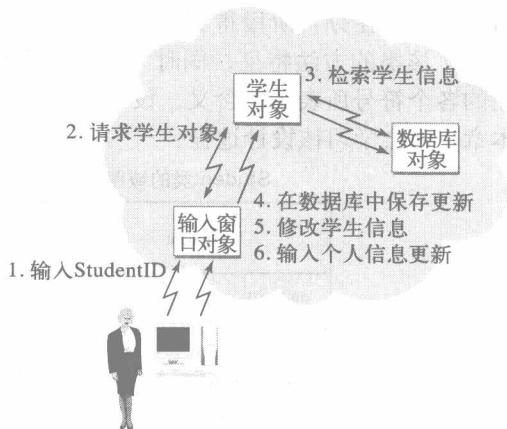 3. 检索学生信息
学生
对象
2. 请求学生对象
数据库
对象
4. 在数据库中保存更新
5. 修改学生信息
6. 输入个人信息更新
输入窗
口对象
1. 输入StudentID